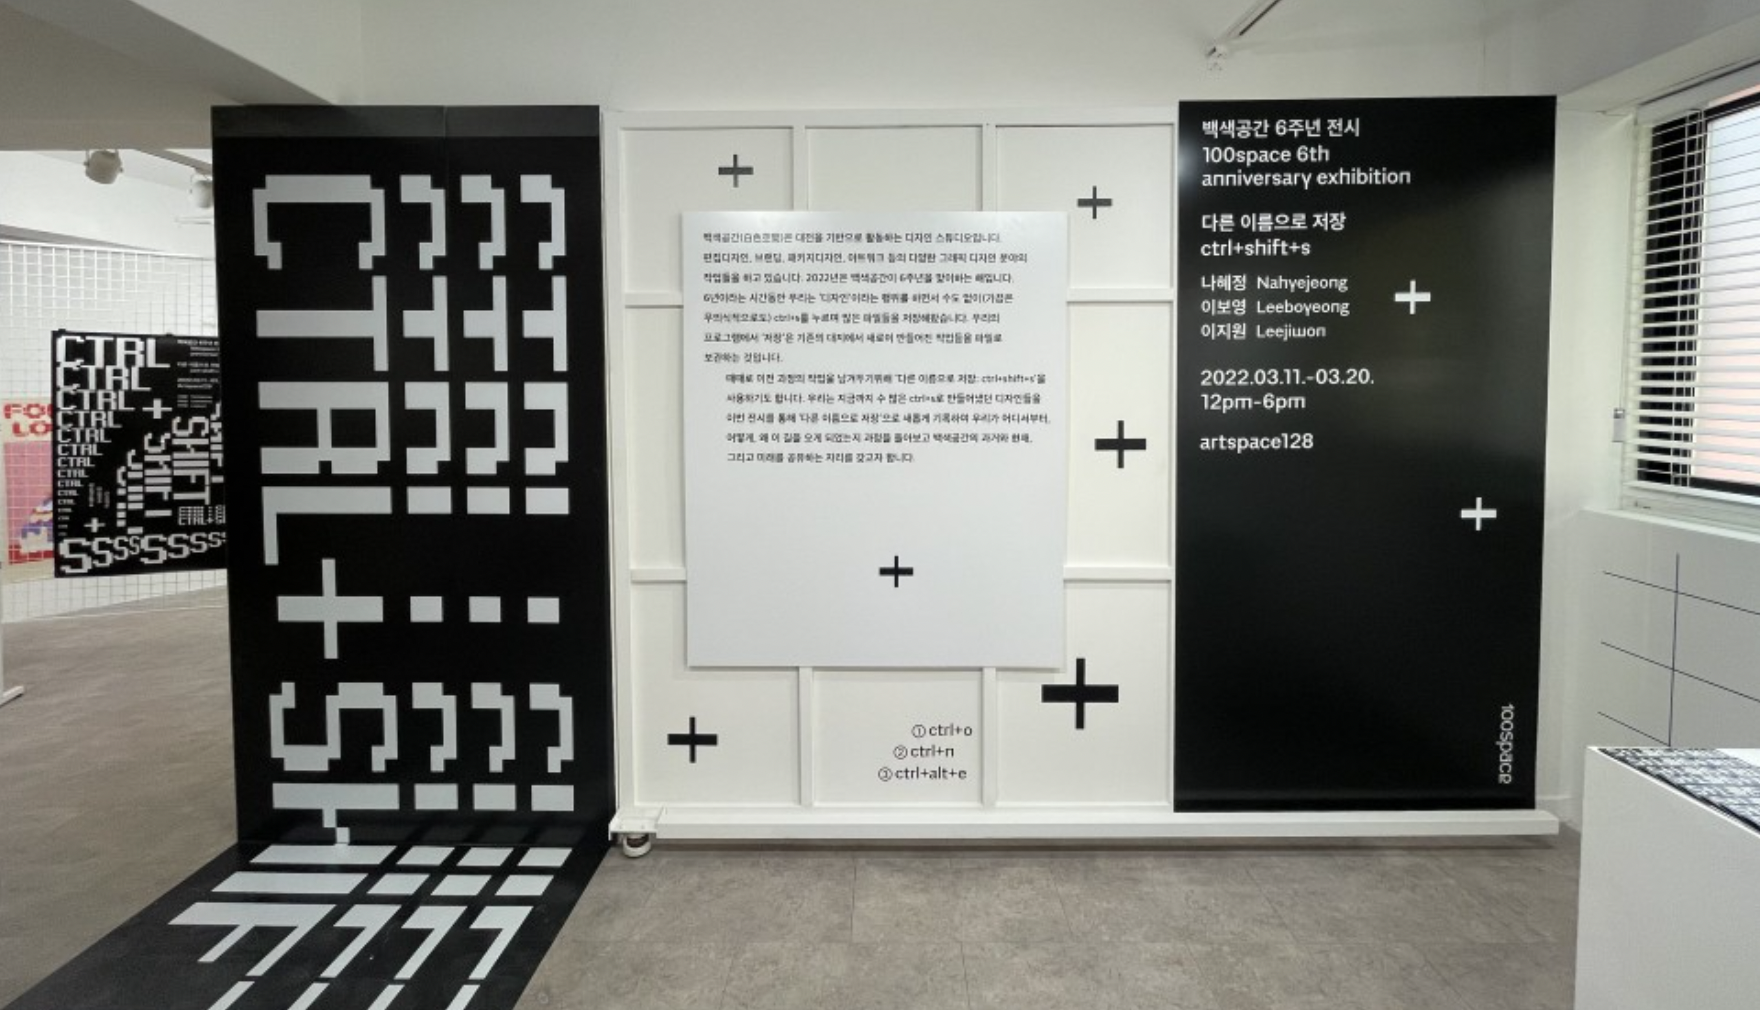 CTRL + SH
백색공간(白色空間)은 대전을 기반으로 활동하는 디자인 스튜디오입니다.
편집디자인, 브랜딩, 패키지디자인, 아트워크 등의 다양한 그래픽 디자인 분야의
작업들을 하고 있습니다. 2022년은 백색공간이 6주년을 맞이하는 해입니다.
6년이라는 시간동안 우리는 '디자인'이라는 행위를 하면서 수도 없이(가끔은
무의식적으로도) ctrl+s를 누르며 많은 파일들을 저장해왔습니다. 우리의
프로그램에서 '저장'은 기존의 대지에서 새로이 만들어진 작업들을 파일로
보관하는 것입니다.
때때로 이전 과정의 작업을 남겨두기위해 '다른 이름으로 저장: ctrl+shift+s'을
사용하기도 합니다. 우리는 지금까지 수 많은 ctrl+s로 만들어냈던 디자인들을
이번 전시를 통해 '다른 이름으로 저장'으로 새롭게 기록하며 우리가 어디서부터,
어떻게, 왜 이 길을 오게 되었는지 과정을 돌아보고 백색공간의 과거와 현재,
그리고 미래를 공유하는 자리를 갖고자 합니다.
① ctrl+o
② ctrl+n
③ ctrl+alt+e
백색공간 6주년 전시
100space 6th
anniversary exhibition
다른 이름으로 저장
ctrl+shift+s
나혜정 Nahyejeong
이보영 Leeboyeong
이지원 Leejiwon
2022.03.11.-03.20.
12pm-6pm
artspace128
100space
CTRL
CTRL
CTRL +
CTRL
CTRL
CTRL
CTRL
CTRL
CTRL
SHIFT
SHIFT
SSSSSSSS